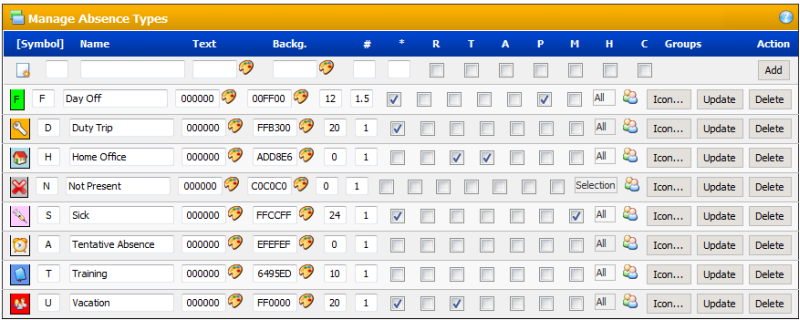 Manage Absence Types
[Symbol] Name Text Backg. # * R T A P M H C Groups Action
Add
F F Day Off 000000 00FF00 12 1.5 All Icon... Update Delete
D Duty Trip 000000 FFB300 20 1 All Icon... Update Delete
H Home Office 000000 ADD8E6 0 1 All Icon... Update Delete
N Not Present 000000 C0C0C0 0 1 Selection Icon... Update Delete
S Sick 000000 FFCCFF 24 1 All Icon... Update Delete
A Tentative Absence 000000 EFEFEF 0 1 All Icon... Update Delete
T Training 000000 6495ED 10 1 All Icon... Update Delete
U Vacation 000000 FF0000 20 1 All Icon... Update Delete